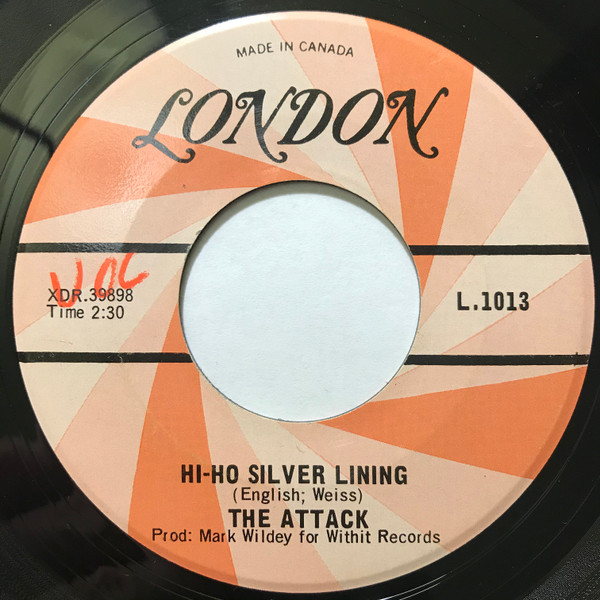 MADE IN CANADA
LONDON
VOC
XDR.39898
Time 2:30
L.1013
HI-HO SILVER LINING
(English; Weiss)
THE ATTACK
Prod: Mark Wildey for Withit Records